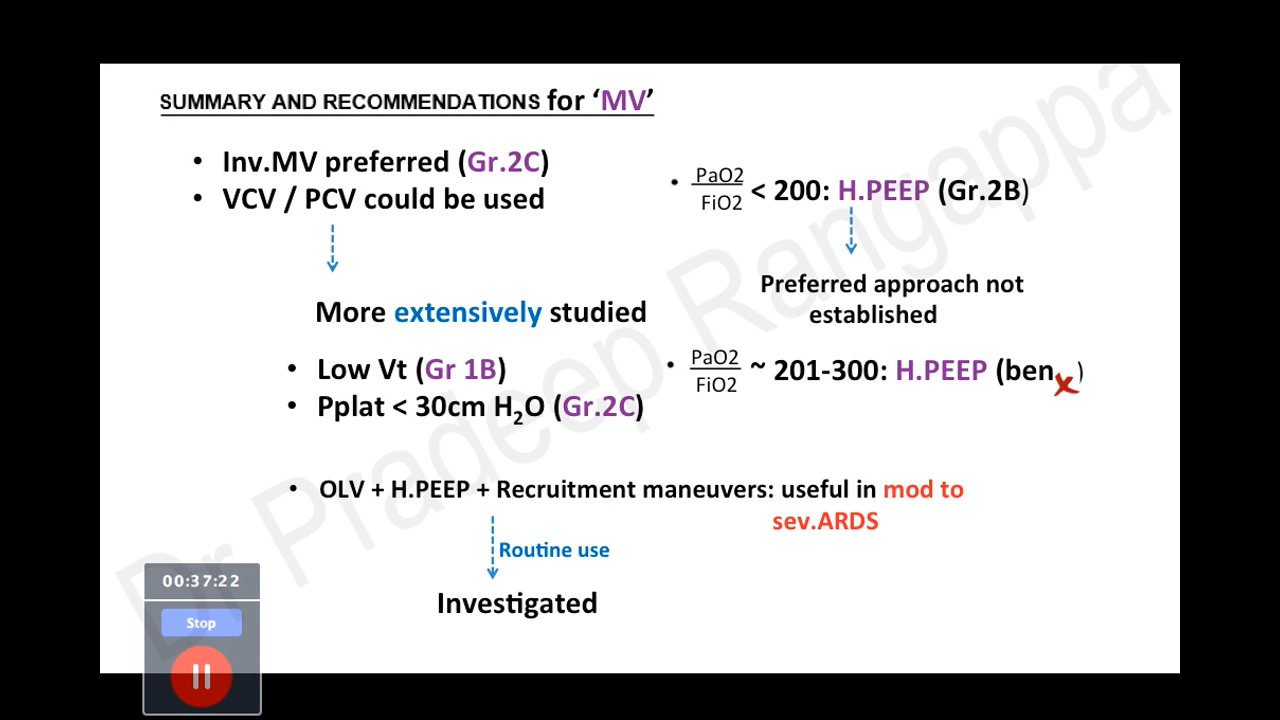 SUMMARY AND RECOMMENDATIONS for ‘MV’
• Inv.MV preferred (Gr.2C)
• VCV / PCV could be used
More extensively studied
• Low Vt (Gr 1B)
• Pplat < 30cm H2O (Gr.2C)
• PaO2
FiO2
< 200: H.PEEP (Gr.2B)
Preferred approach not
established
• PaO2
FiO2
~ 201-300: H.PEEP (ben x )
• OLV + H.PEEP + Recruitment maneuvers: useful in mod to
sev.ARDS
Routine use
Investigated
Dr Pradeep Rangappa
00:37:22
Stop